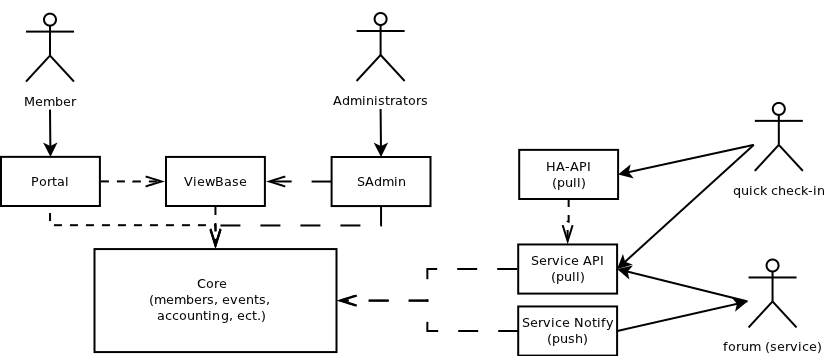 Member
Administrators
Portal
ViewBase
SAdmin
HA-API
(pull)
quick check-in
Service API
(pull)
Core
(members, events,
accounting, ect.)
Service Notify
(push)
forum (service)